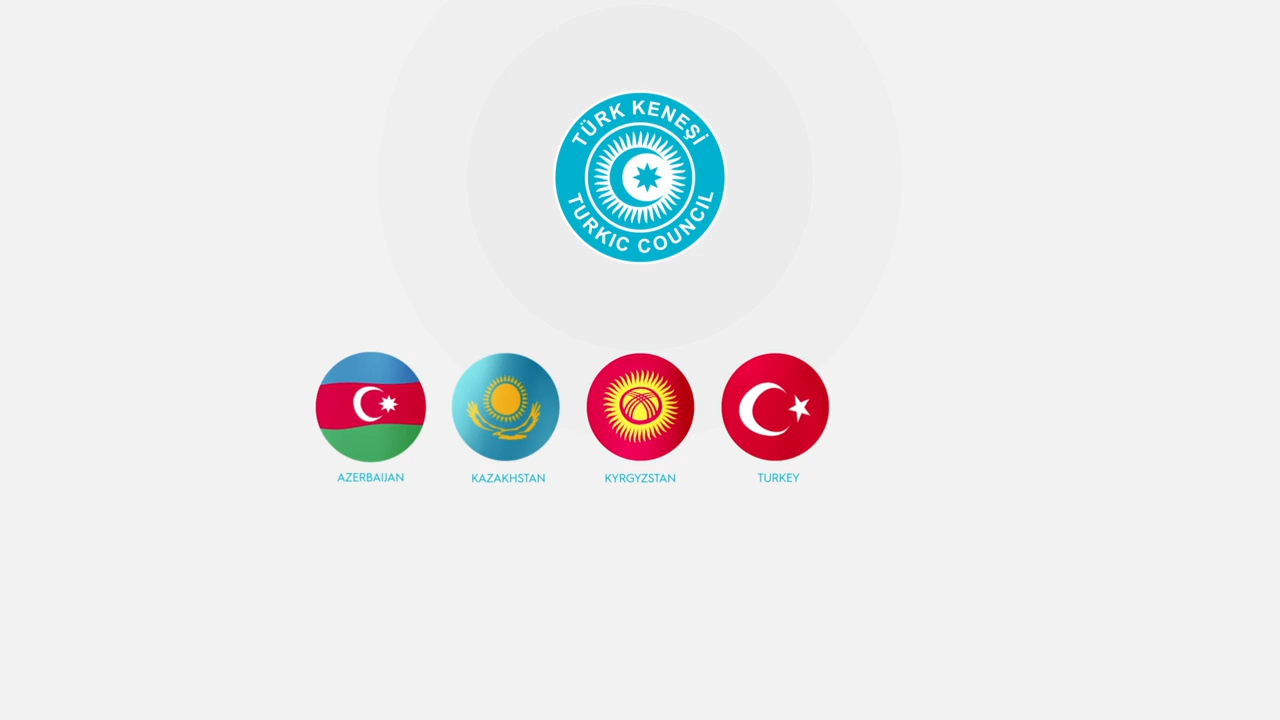 TÜRK KENEŞİ
TURKIC COUNCIL
AZERBAIJAN
KAZAKHSTAN
KYRGYZSTAN
TURKEY